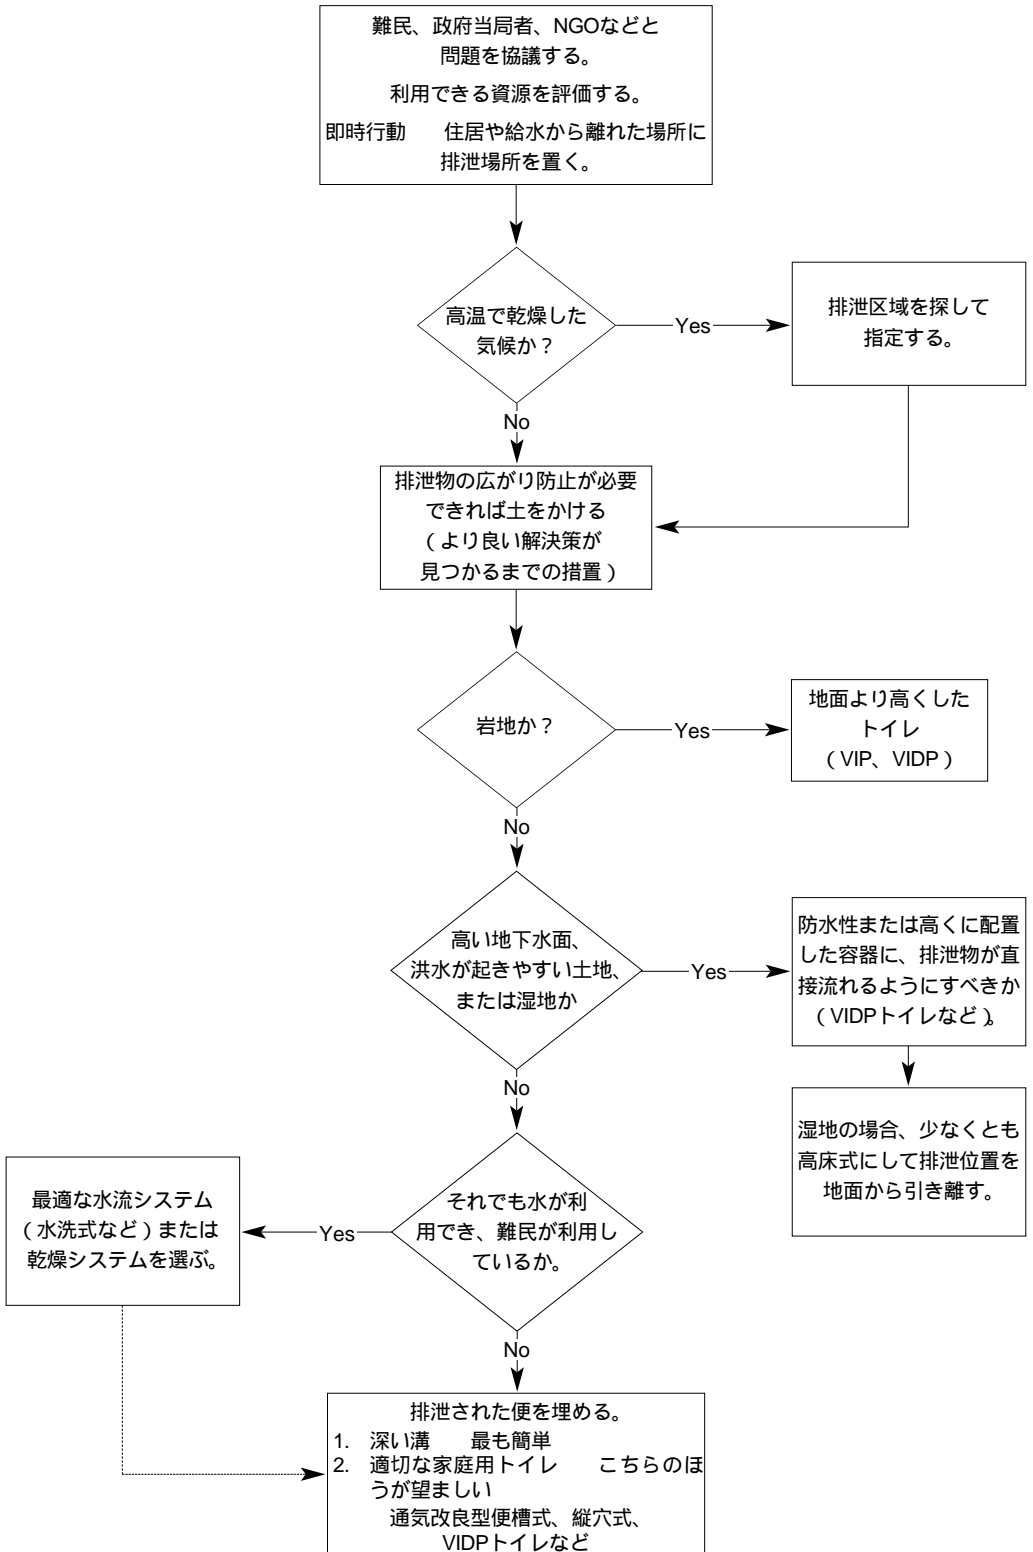 難民、政府当局者、NGOなどと
問題を協議する。
利用できる資源を評価する。
即時行動　　住居や給水から離れた場所に
排泄場所を置く。
高温で乾燥した
気候か？
Yes
排泄区域を探して
指定する。
No
排泄物の広がり防止が必要
できれば土をかける
（より良い解決策が
見つかるまでの措置）
岩地か？
Yes
地面より高くした
トイレ
（VIP、VIDP）
No
高い地下水面、
洪水が起きやすい土地、
または湿地か
Yes
防水性または高くに配置
した容器に、排泄物が直
接流れるようにすべきか
（VIDPトイレなど）。
No
湿地の場合、少なくとも
高床式にして排泄位置を
地面から引き離す。
それでも水が利
用でき、難民が利用し
ているか。
Yes
最適な水流システム
（水洗式など）または
乾燥システムを選ぶ。
No
排泄された便を埋める。
1.　深い溝　　最も簡単
2.　適切な家庭用トイレ　　こちらのほ
うが望ましい
通気改良型便槽式、縦穴式、
VIDPトイレなど